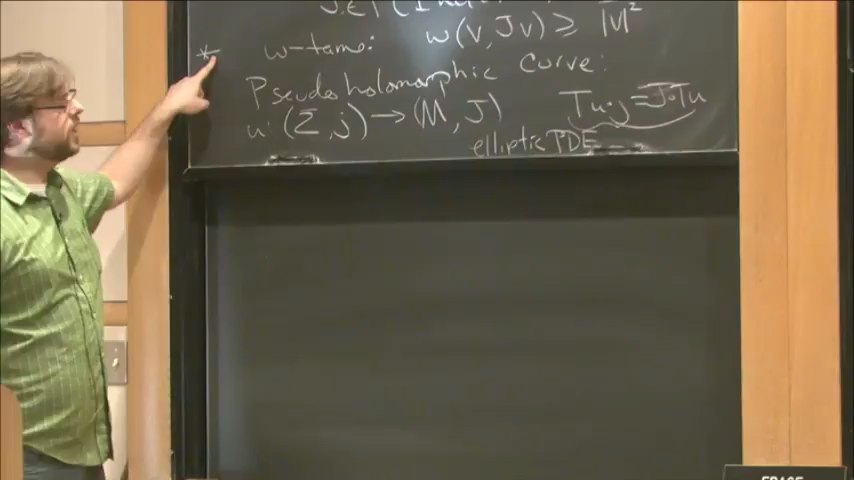 * w-tame: w(v, Jv) ≥ |v|²
Pseudoholomorphic curve:
u: (Σ, j) → (M, J) Tu∘j = J∘Tu
elliptic PDE